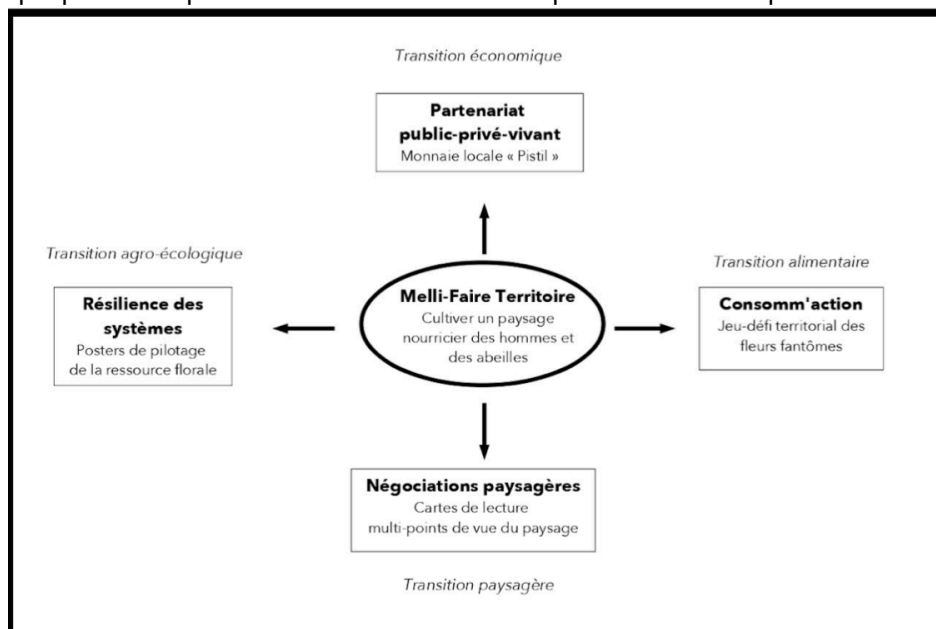 Transition économique
Partenariat
public-privé-vivant
Monnaie locale « Pistil »
Transition agro-écologique
Résilience des
systèmes
Posters de pilotage
de la ressource florale
Melli-Faire Territoire
Cultiver un paysage
nourricier des hommes et
des abeilles
Transition alimentaire
Consomm'action
Jeu-défi territorial des
fleurs fantômes
Négociations paysagères
Cartes de lecture
multi-points de vue du paysage
Transition paysagère